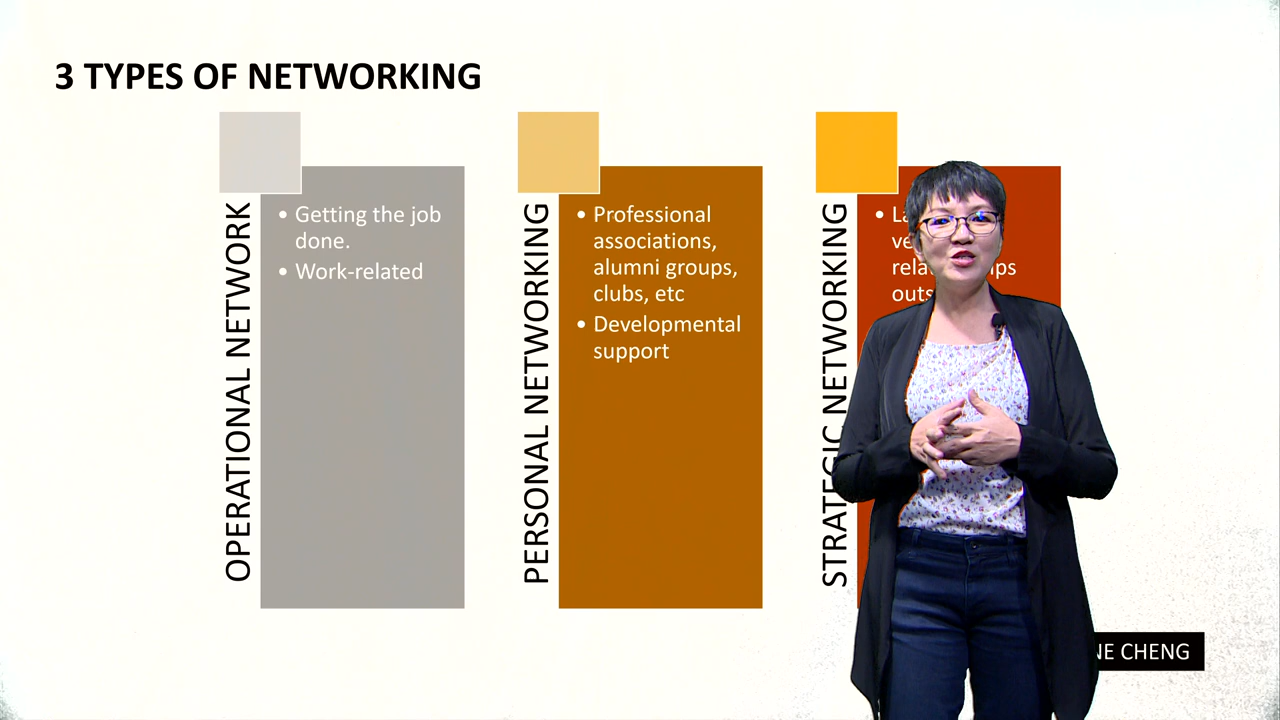 3 TYPES OF NETWORKING
OPERATIONAL NETWORK
• Getting the job
done.
• Work-related
PERSONAL NETWORKING
• Professional
associations,
alumni groups,
clubs, etc
• Developmental
support
STRATEGIC NETWORKING
•
CHENG